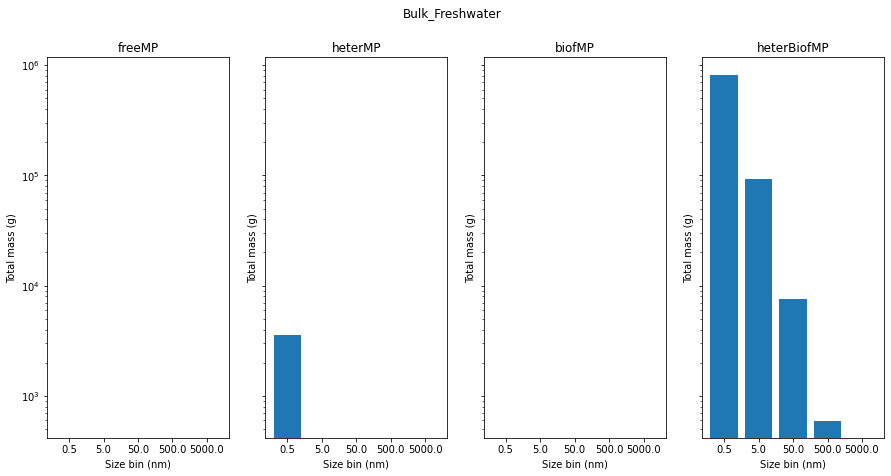 Bulk_Freshwater
freeMP
heterMP
biofMP
heterBiofMP
Total mass (g)
10^6
10^5
10^4
10^3
0.5 5.0 50.0 500.0 5000.0
Size bin (nm)
Total mass (g)
0.5 5.0 50.0 500.0 5000.0
Size bin (nm)
Total mass (g)
0.5 5.0 50.0 500.0 5000.0
Size bin (nm)
Total mass (g)
0.5 5.0 50.0 500.0 5000.0
Size bin (nm)